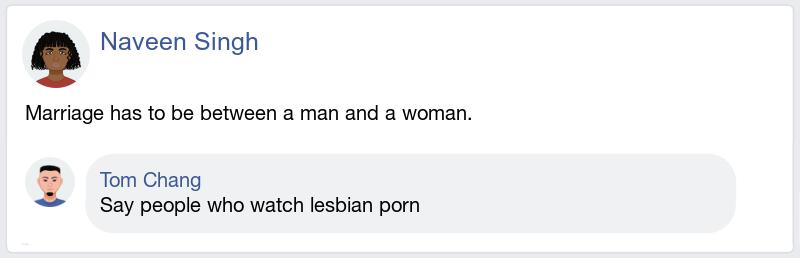 Naveen Singh
Marriage has to be between a man and a woman.
Tom Chang
Say people who watch lesbian porn